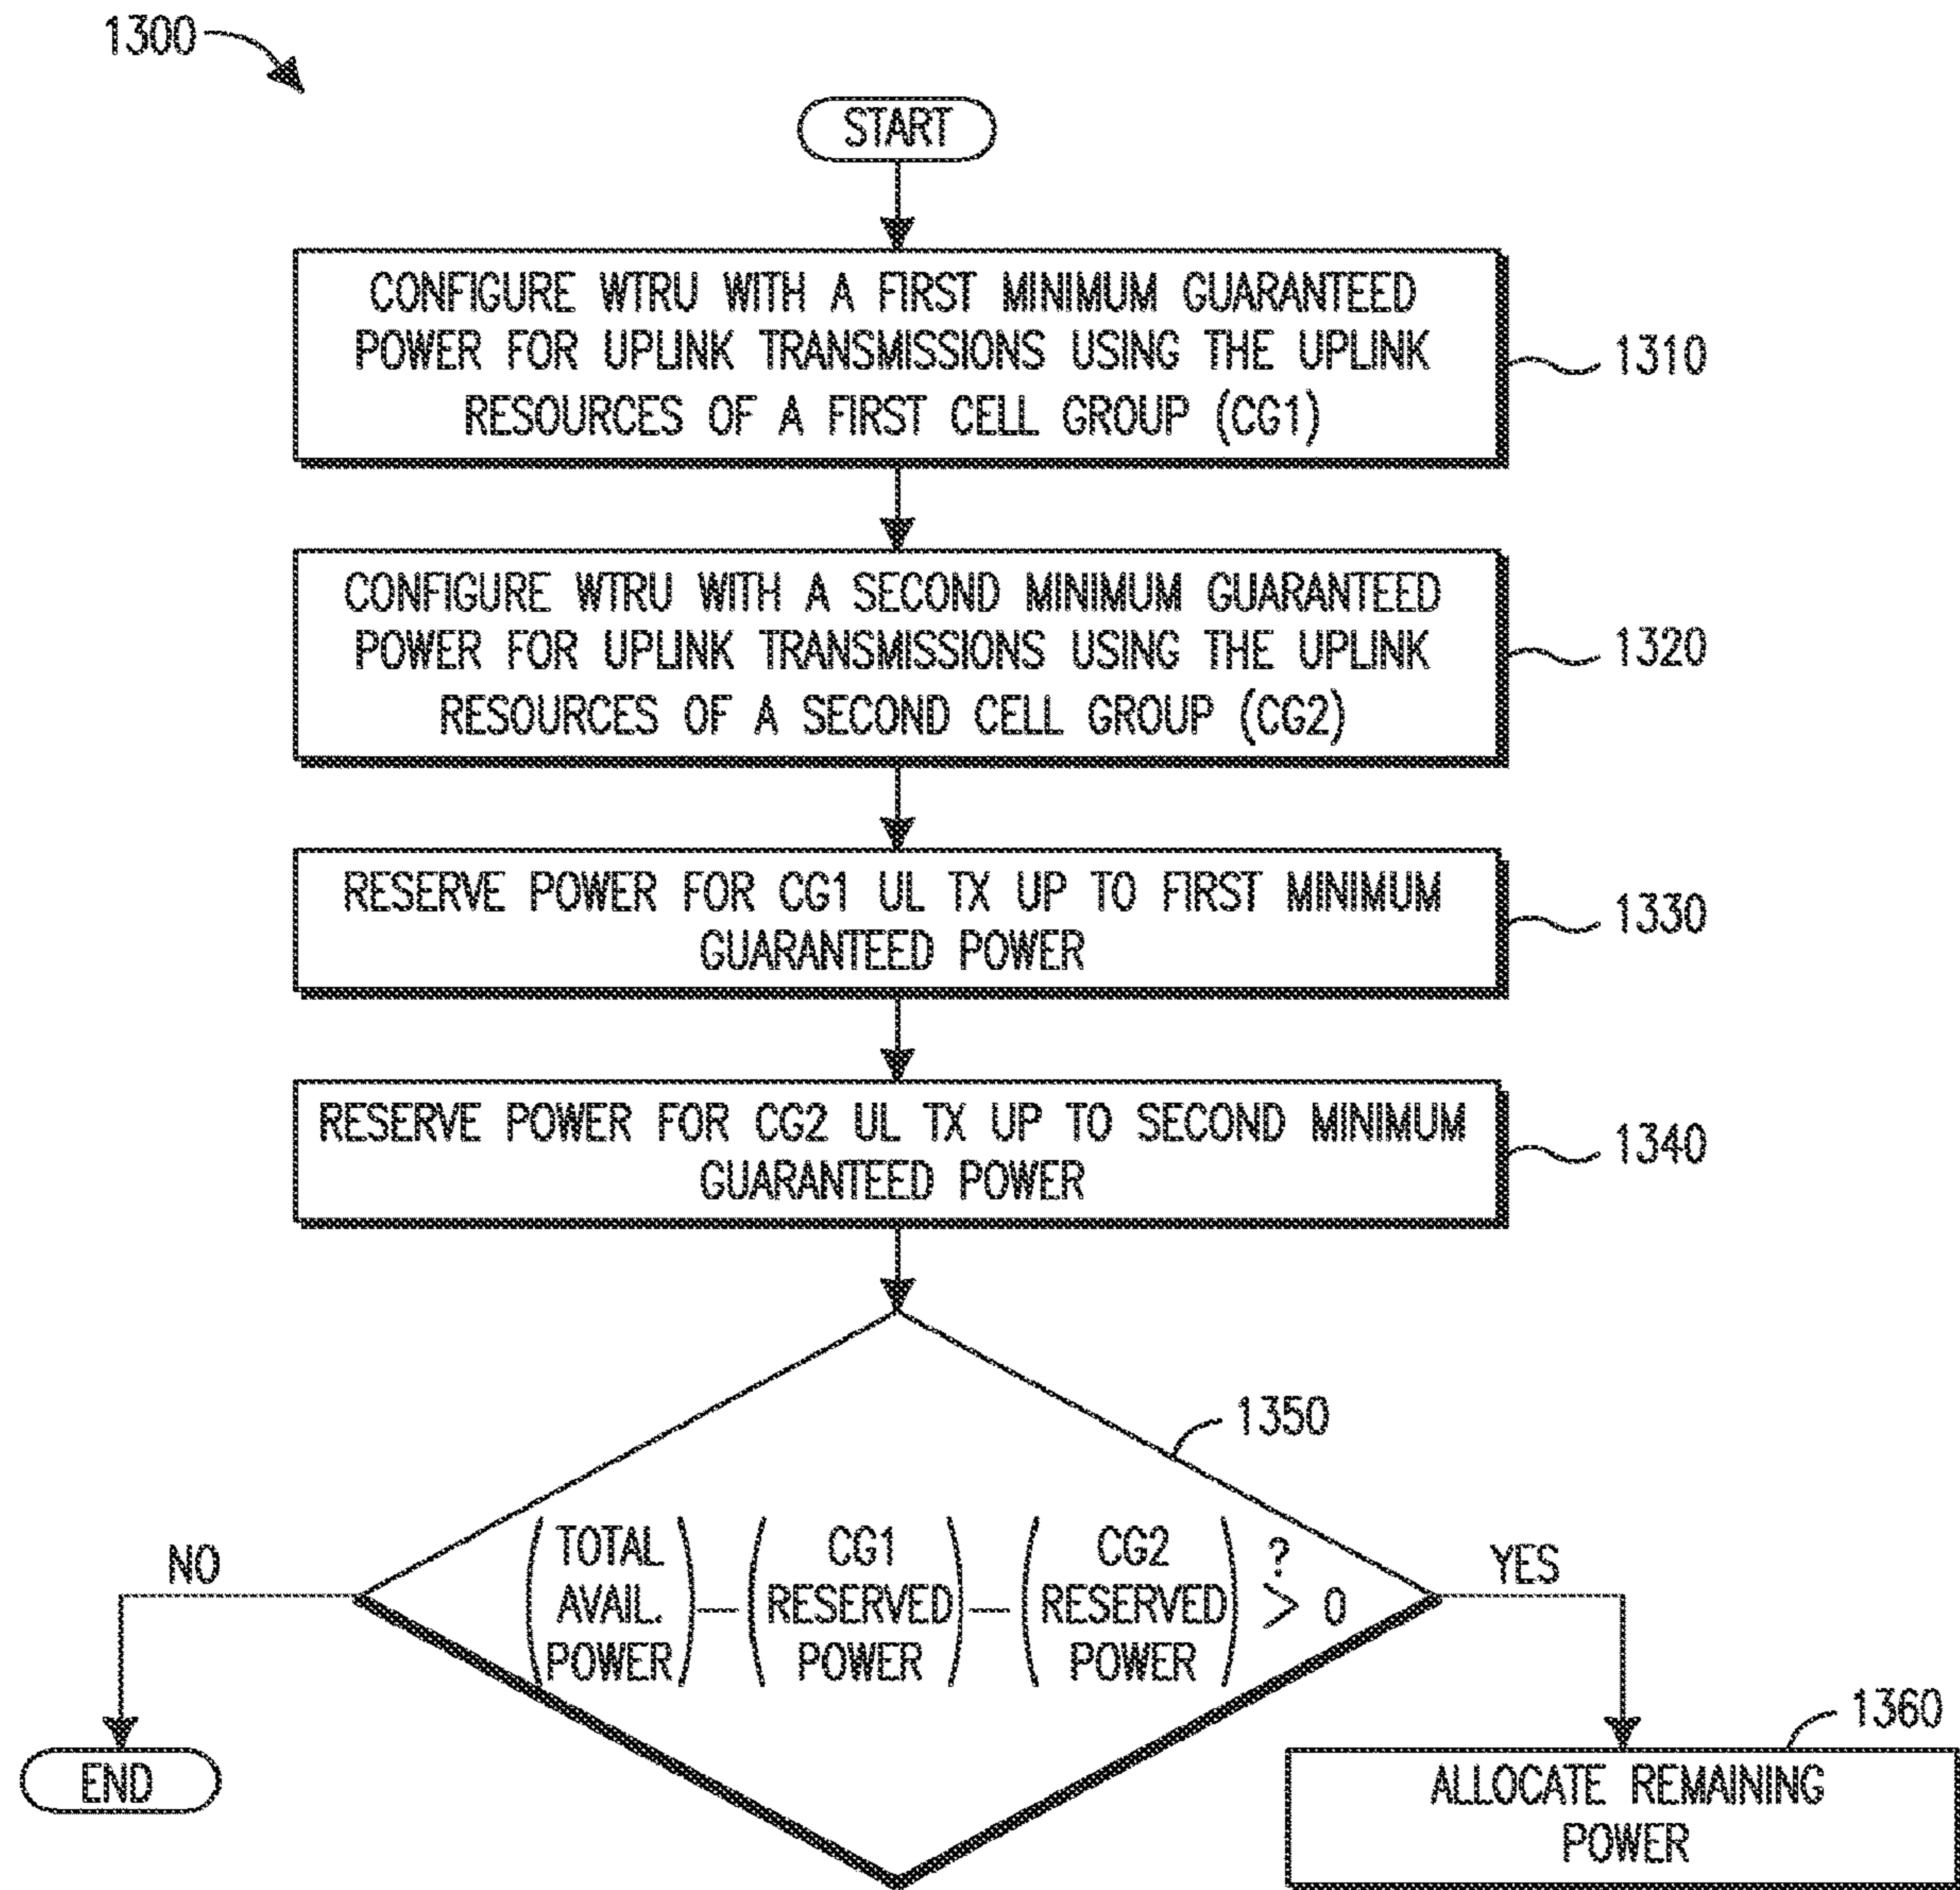 1300
START
CONFIGURE WTRU WITH A FIRST MINIMUM GUARANTEED
POWER FOR UPLINK TRANSMISSIONS USING THE UPLINK
RESOURCES OF A FIRST CELL GROUP (CG1)
1310
CONFIGURE WTRU WITH A SECOND MINIMUM GUARANTEED
POWER FOR UPLINK TRANSMISSIONS USING THE UPLINK
RESOURCES OF A SECOND CELL GROUP (CG2)
1320
RESERVE POWER FOR CG1 UL TX UP TO FIRST MINIMUM
GUARANTEED POWER
1330
RESERVE POWER FOR CG2 UL TX UP TO SECOND MINIMUM
GUARANTEED POWER
1340
1350
NO
(TOTAL
AVAIL.
POWER)
—
(CG1
RESERVED
POWER)
—
(CG2
RESERVED
POWER)
?
> 0
YES
END
1360
ALLOCATE REMAINING
POWER